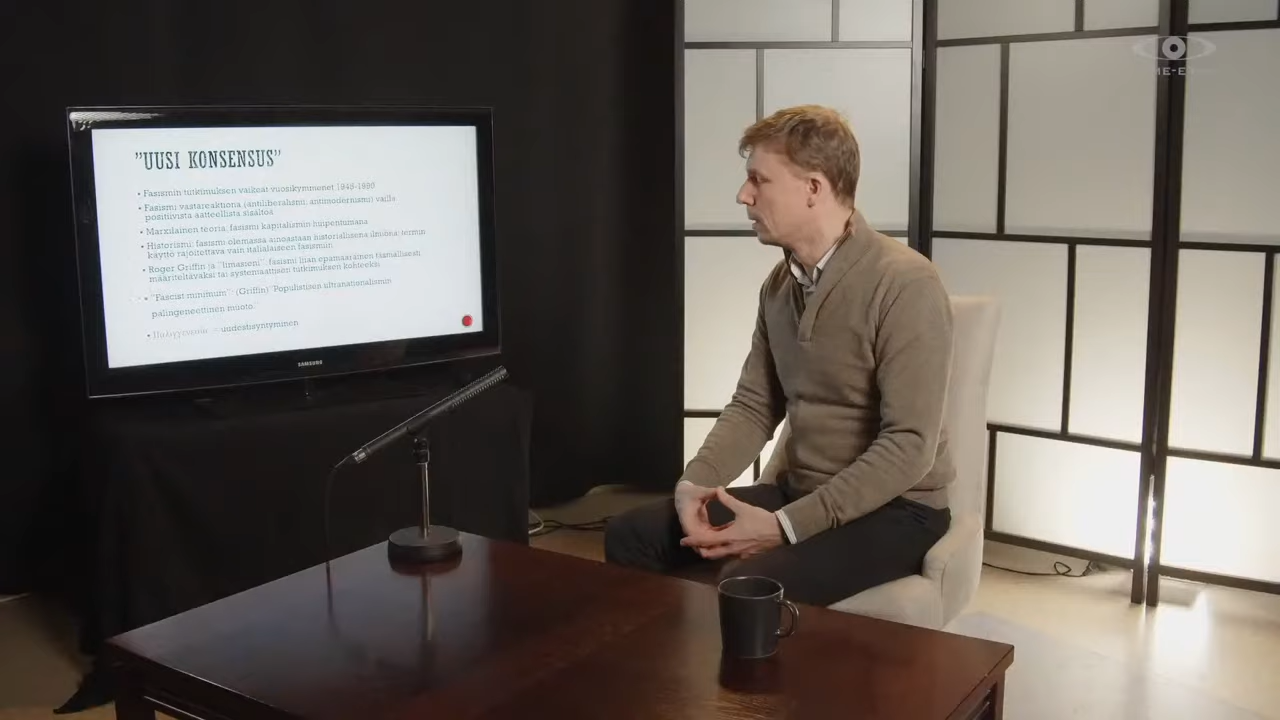 "UUSI KONSENSUS"
• Fasismin tutkimuksen vaikeat vuosikymmenet 1945-1990
• Fasismi vastareaktiona (antiliberalismi, antimodernismi) vailla
positiivista aatteellista sisältöä
• Marxilainen teoria: fasismi kapitalismin huipentumana
• Historismi: fasismi olemassa ainoastaan historiallisena ilmiönä; termin
käyttö rajoitettava vain italialaiseen fasismiin
• Roger Griffin ja "timasioni": fasismi liian epämääräinen täsmällisesti
määriteltäväksi tai systemaattisen tutkimuksen kohteeksi
• "Fascist minimum" (Griffin) "Populistisen ultranationalismin
palingeneettinen muoto"
• = uudestisyntyminen
SAMSUNG